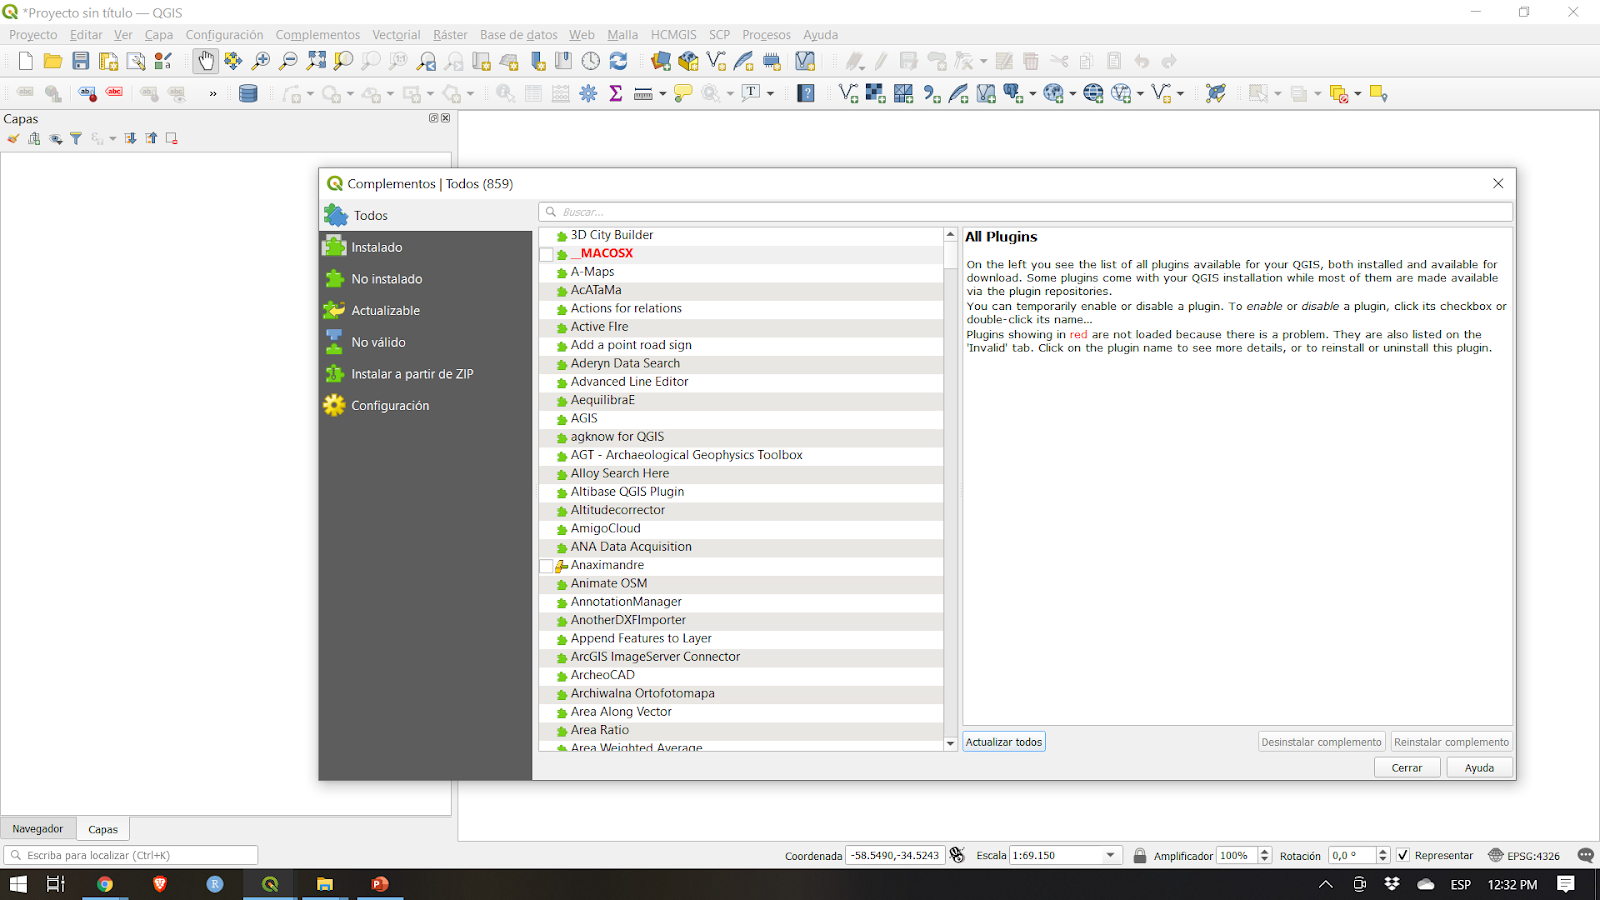 *Proyecto sin título — QGIS
Proyecto Editar Ver Capa Configuración Complementos Vectorial Ráster Base de datos Web Malla HCMGIS SCP Procesos Ayuda
Capas
Complementos | Todos (859)
Todos
Instalado
No instalado
Actualizable
No válido
Instalar a partir de ZIP
Configuración
Buscar...
3D City Builder
__MACOSX
A-Maps
AcATaMa
Actions for relations
Active FIre
Add a point road sign
Aderyn Data Search
Advanced Line Editor
AequilibraE
AGIS
agknow for QGIS
AGT - Archaeological Geophysics Toolbox
Alloy Search Here
Altibase QGIS Plugin
Altitudecorrector
AmigoCloud
ANA Data Acquisition
Anaximandre
Animate OSM
AnnotationManager
AnotherDXFImporter
Append Features to Layer
ArcGIS ImageServer Connector
ArcheoCAD
Archiwalna Ortofotomapa
Area Along Vector
Area Ratio
Area Weighted Average
All Plugins
On the left you see the list of all plugins available for your QGIS, both installed and available for
download. Some plugins come with your QGIS installation while most of them are made available
via the plugin repositories.
You can temporarily enable or disable a plugin. To enable or disable a plugin, click its checkbox or
double-click its name...
Plugins showing in red are not loaded because there is a problem. They are also listed on the
'Invalid' tab. Click on the plugin name to see more details, or to reinstall or uninstall this plugin.
Actualizar todos
Desinstalar complemento
Reinstalar complemento
Cerrar
Ayuda
Navegador
Capas
Escriba para localizar (Ctrl+K)
Coordenada -58.5490,-34.5243
Escala 1:69.150
Amplificador 100%
Rotación 0,0 °
Representar
EPSG:4326
ESP
12:32 PM